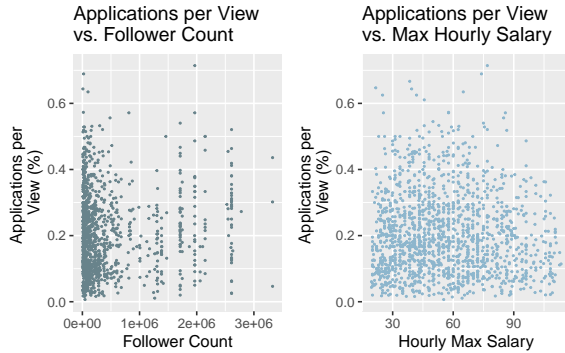 Applications per View
vs. Follower Count
Applications per
View (%)
0.6
0.4
0.2
0.0
0e+00 1e+06 2e+06 3e+06
Follower Count
Applications per View
vs. Max Hourly Salary
Applications per
View (%)
0.6
0.4
0.2
0.0
30 60 90
Hourly Max Salary